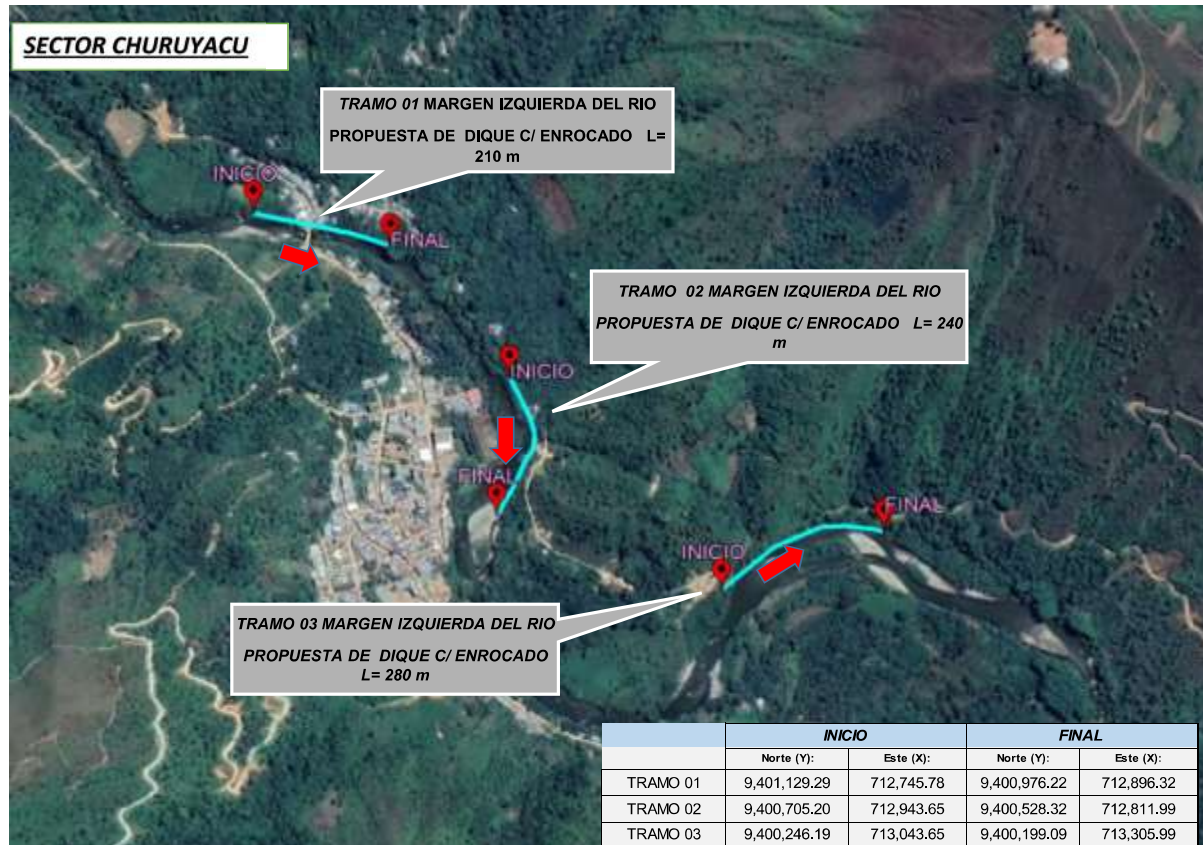 SECTOR CHURUYACU
TRAMO 01 MARGEN IZQUIERDA DEL RIO
PROPUESTA DE DIQUE C/ ENROCADO L=
210 m
INICIO
FINAL
TRAMO 02 MARGEN IZQUIERDA DEL RIO
PROPUESTA DE DIQUE C/ ENROCADO L= 240
m
INICIO
FINAL
FINAL
INICIO
TRAMO 03 MARGEN IZQUIERDA DEL RIO
PROPUESTA DE DIQUE C/ ENROCADO
L= 280 m
INICIO FINAL
Norte (Y): Este (X): Norte (Y): Este (X):
TRAMO 01 9,401,129.29 712,745.78 9,400,976.22 712,896.32
TRAMO 02 9,400,705.20 712,943.65 9,400,528.32 712,811.99
TRAMO 03 9,400,246.19 713,043.65 9,400,199.09 713,305.99